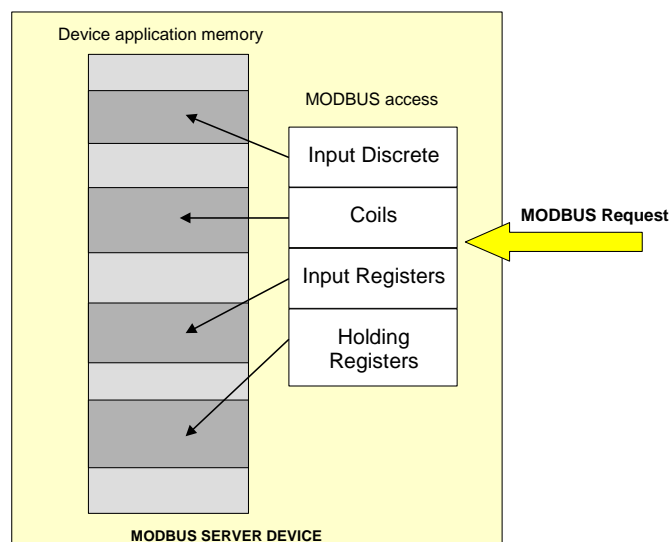 Device application memory
MODBUS access
Input Discrete
Coils
MODBUS Request
Input Registers
Holding
Registers
MODBUS SERVER DEVICE